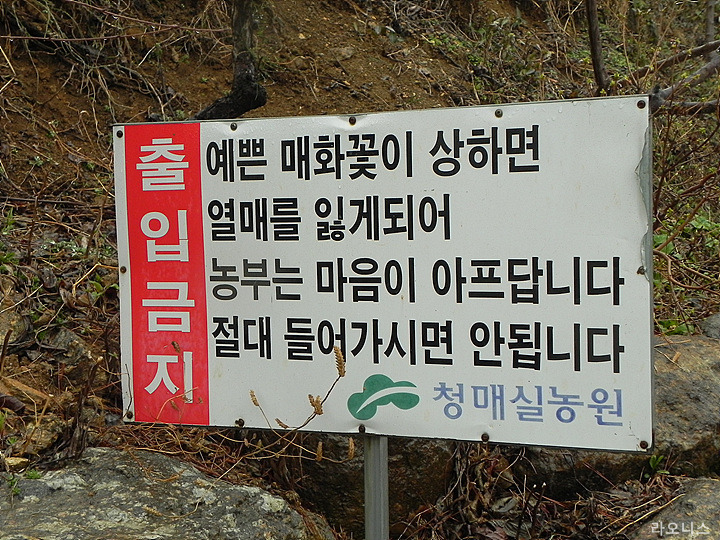 출입금지
예쁜 매화꽃이 상하면
열매를 잃게되어
농부는 마음이 아프답니다
절대 들어가시면 안됩니다
청매실농원
라오니스